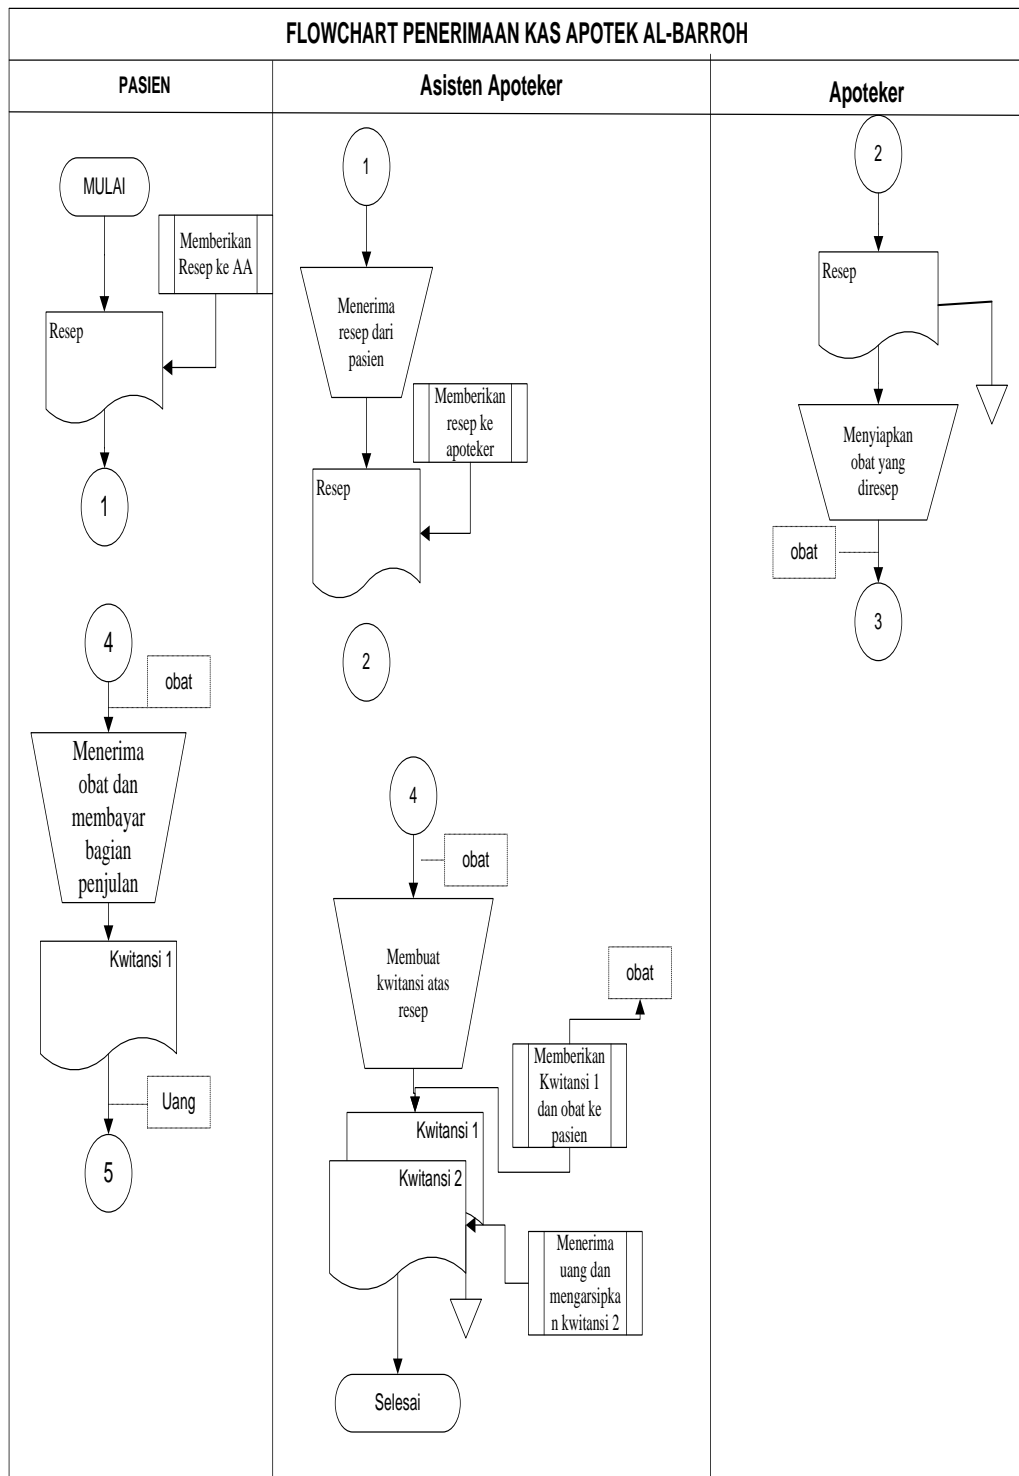 FLOWCHART PENERIMAAN KAS APOTEK AL-BARROH
PASIEN
Asisten Apoteker
Apoteker
MULAI
Memberikan
Resep ke AA
Resep
1
4
obat
Menerima
obat dan
membayar
bagian
penjulan
Kwitansi 1
Uang
5
1
Menerima
resep dari
pasien
Memberikan
resep ke
apoteker
Resep
2
4
obat
Membuat
kwitansi atas
resep
obat
Memberikan
Kwitansi 1
dan obat ke
pasien
Kwitansi 1
Kwitansi 2
Menerima
uang dan
mengarsipka
n kwitansi 2
Selesai
2
Resep
Menyiapkan
obat yang
diresep
obat
3